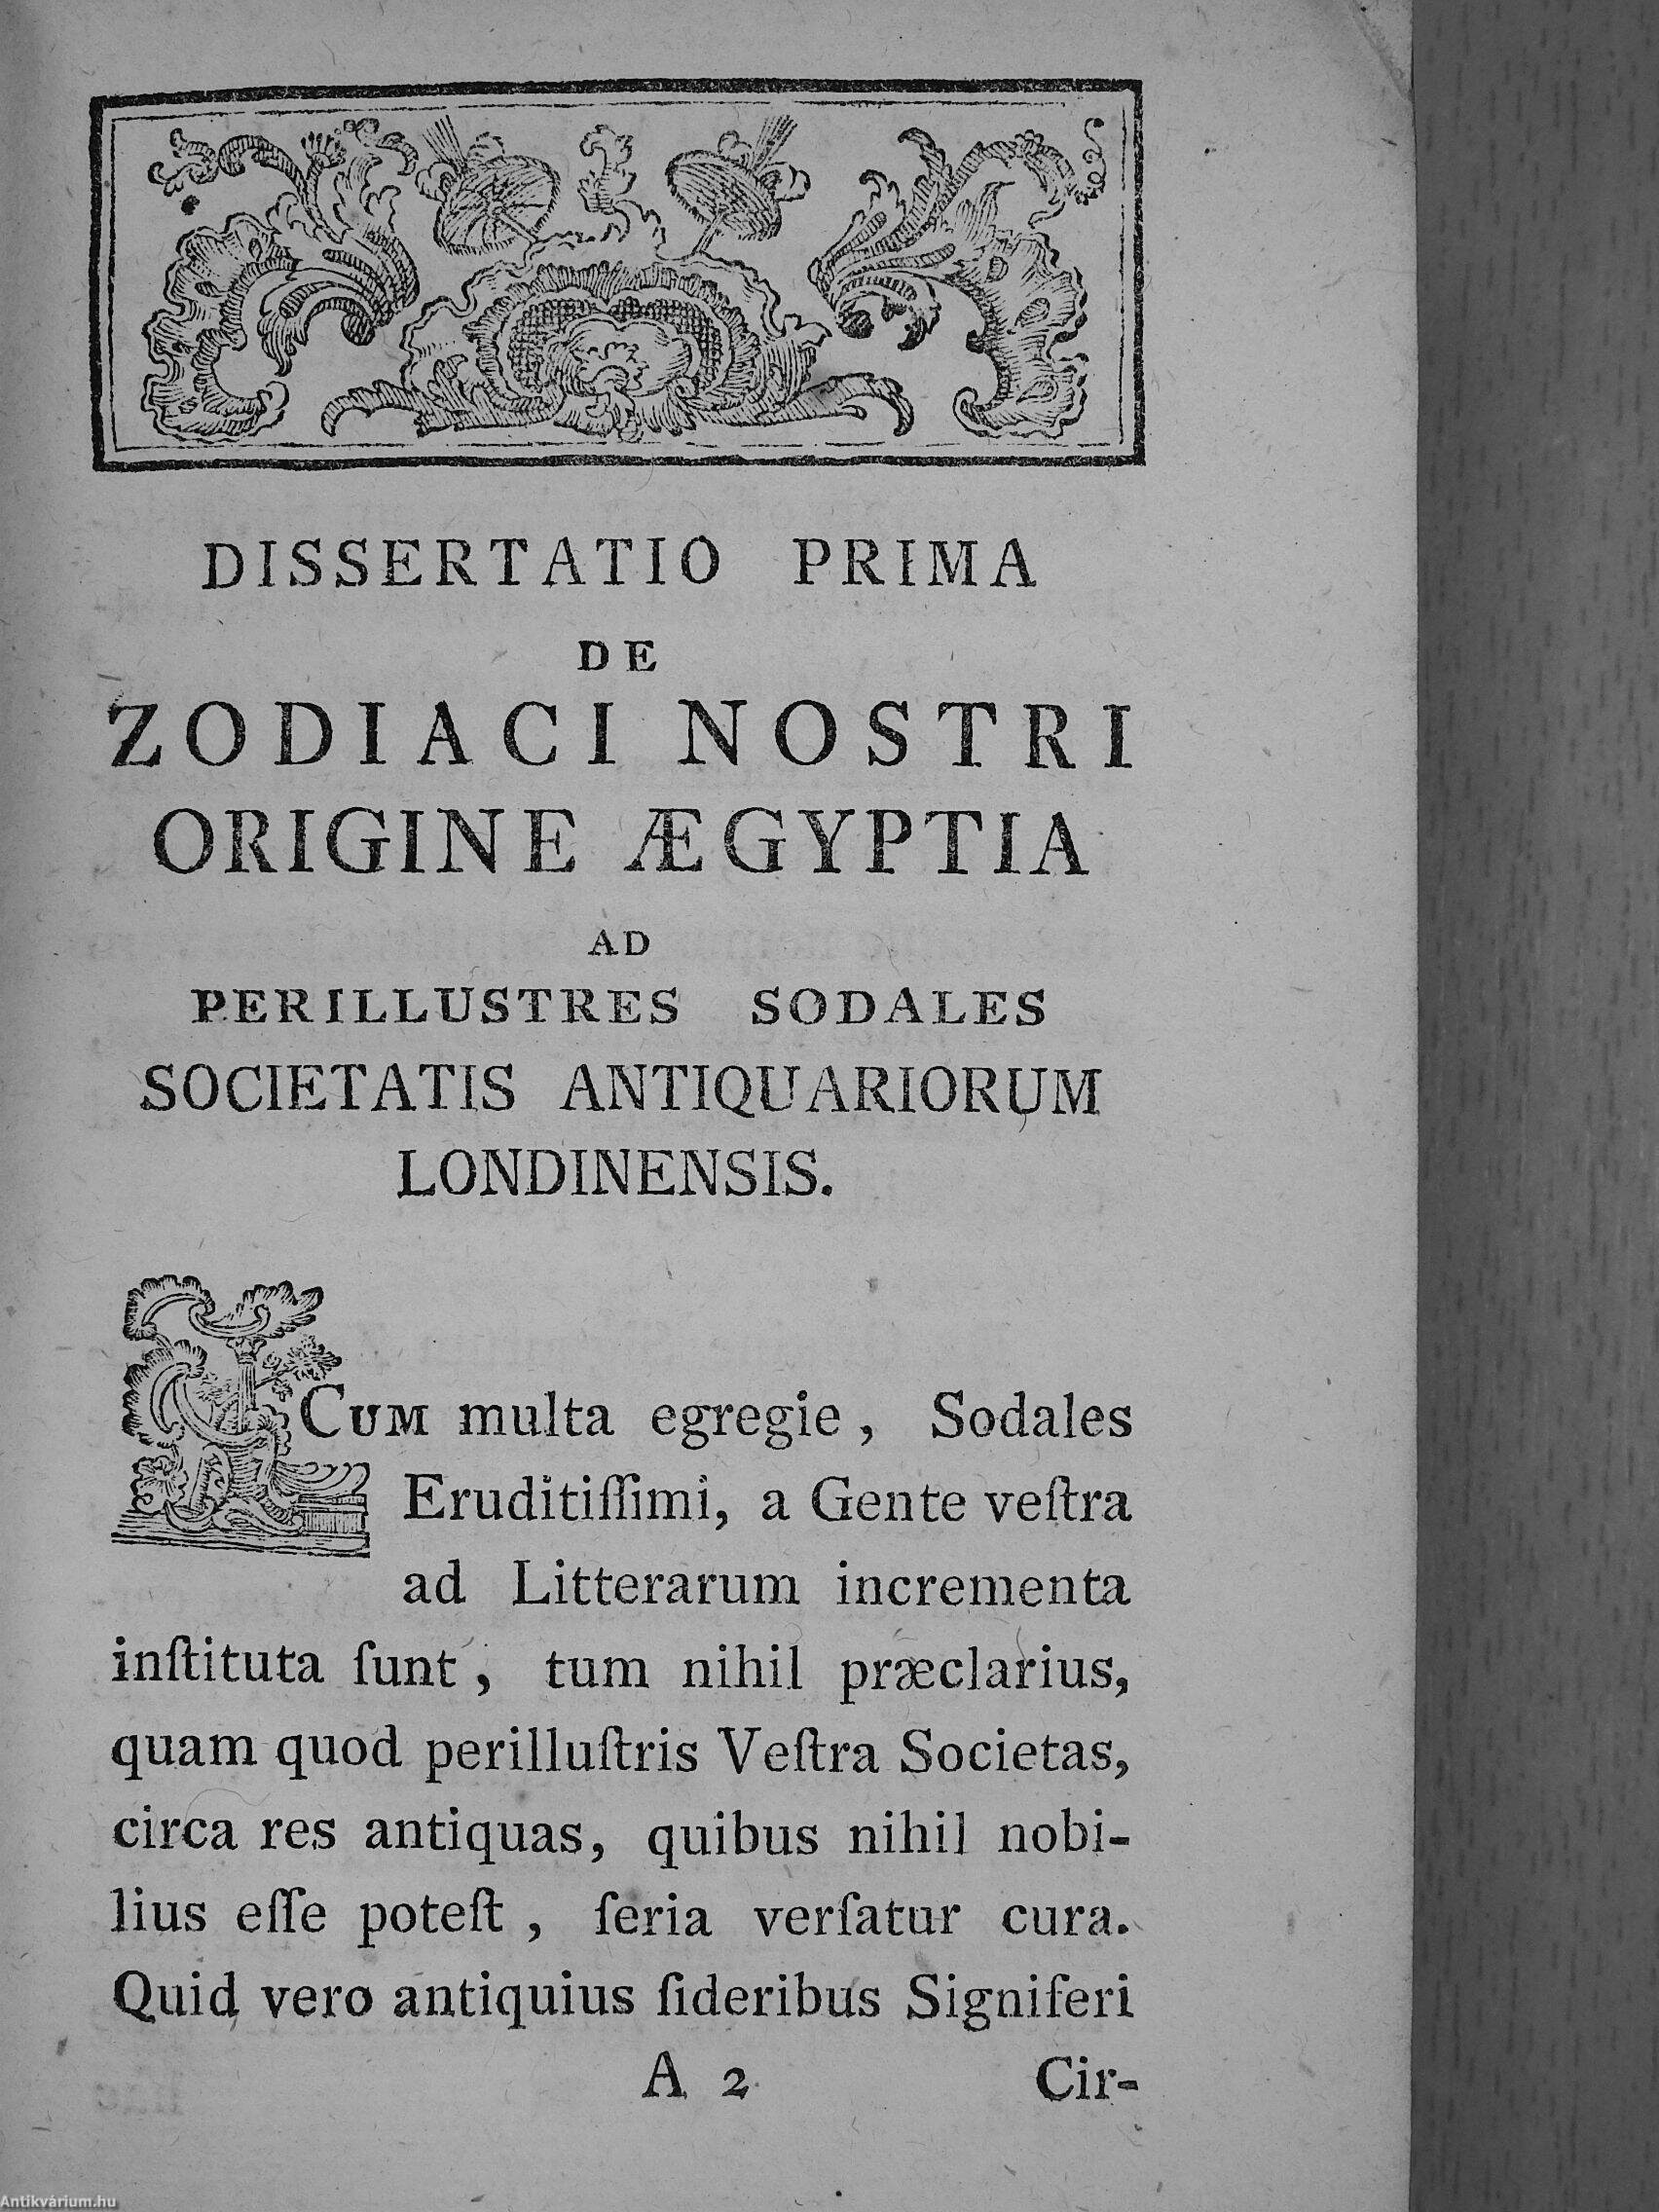 DISSERTATIO PRIMA
DE
ZODIACI NOSTRI
ORIGINE ÆGYPTIA
AD
PERILLUSTRES SODALES
SOCIETATIS ANTIQUARIORUM
LONDINENSIS.
CUM multa egregie, Sodales
Eruditiſſimi, a Gente veſtra
ad Litterarum incrementa
inſtituta ſunt, tum nihil præclarius,
quam quod perilluſtris Veſtra Societas,
circa res antiquas, quibus nihil nobi-
lius eſſe poteſt, ſeria verſatur cura.
Quid vero antiquius ſideribus Signiferi
A 2 Cir-
Antikvárium.hu